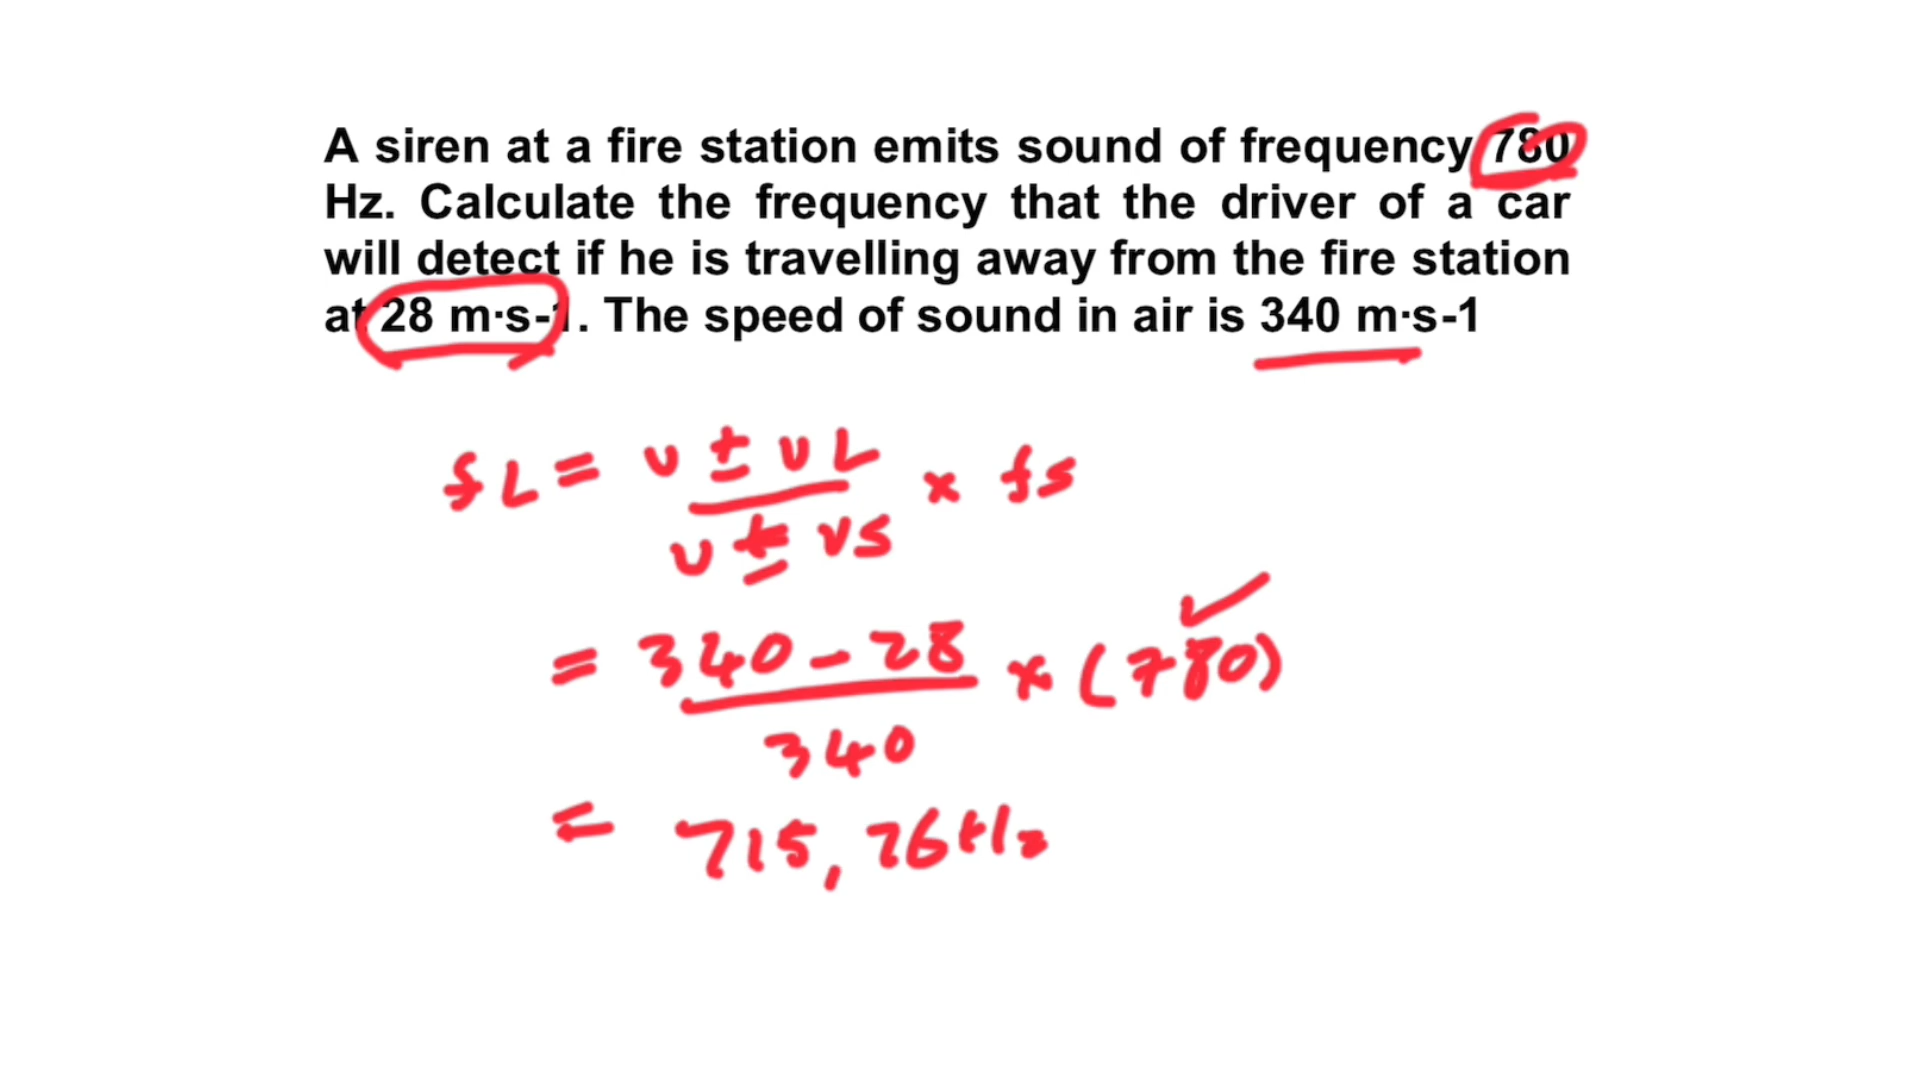 A siren at a fire station emits sound of frequency 780
Hz. Calculate the frequency that the driver of a car
will detect if he is travelling away from the fire station
at 28 m·s-1. The speed of sound in air is 340 m·s-1
fL = v ± vL
v ± vs
× fs
= 340 - 28
340
× (780)
= 715,76Hz